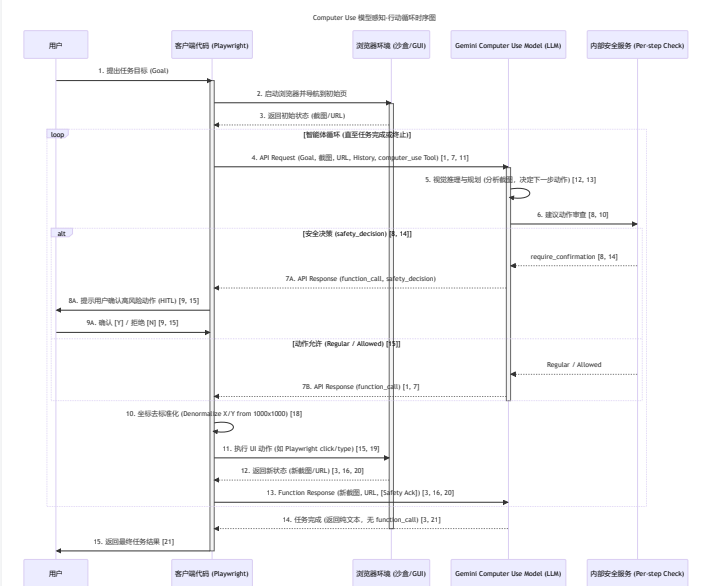 Computer Use 模型感知-行动循环时序图
用户
客户端代码 (Playwright)
浏览器环境 (沙盒/GUI)
Gemini Computer Use Model (LLM)
内部安全服务 (Per-step Check)
1. 提出任务目标 (Goal)
2. 启动浏览器并导航到初始页
3. 返回初始状态 (截图/URL)
loop
[智能体循环 (直至任务完成或终止)]
4. API Request (Goal, 截图, URL, History, computer_use Tool) [1, 7, 11]
5. 视觉推理与规划 (分析截图，决定下一步动作) [12, 13]
6. 建议动作审查 [8, 10]
alt
[安全决策 (safety_decision) [8, 14]]
require_confirmation [8, 14]
7A. API Response (function_call, safety_decision)
8A. 提示用户确认高风险动作 (HITL) [9, 15]
9A. 确认 [Y] / 拒绝 [N] [9, 15]
[动作允许 (Regular / Allowed) [15]]
Regular / Allowed
7B. API Response (function_call) [1, 7]
10. 坐标去标准化 (Denormalize X/Y from 1000x1000) [18]
11. 执行 UI 动作 (如 Playwright click/type) [15, 19]
12. 返回新状态 (新截图/URL) [3, 16, 20]
13. Function Response (新截图, URL, [Safety Ack]) [3, 16, 20]
14. 任务完成 (返回纯文本，无 function_call) [3, 21]
15. 返回最终任务结果 [21]
用户
客户端代码 (Playwright)
浏览器环境 (沙盒/GUI)
Gemini Computer Use Model (LLM)
内部安全服务 (Per-step Check)